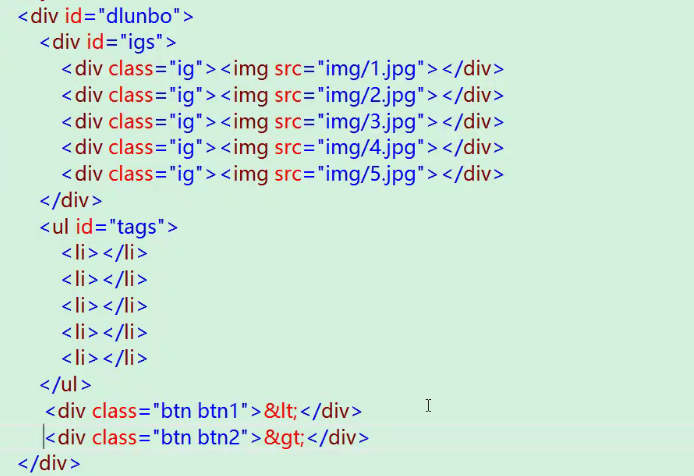 <div id="dlunbo">
<div id="igs">
<div class="ig"><img src="img/1.jpg"></div>
<div class="ig"><img src="img/2.jpg"></div>
<div class="ig"><img src="img/3.jpg"></div>
<div class="ig"><img src="img/4.jpg"></div>
<div class="ig"><img src="img/5.jpg"></div>
</div>
<ul id="tags">
<li></li>
<li></li>
<li></li>
<li></li>
<li></li>
</ul>
<div class="btn btn1">&lt;</div>
<div class="btn btn2">&gt;</div>
</div>